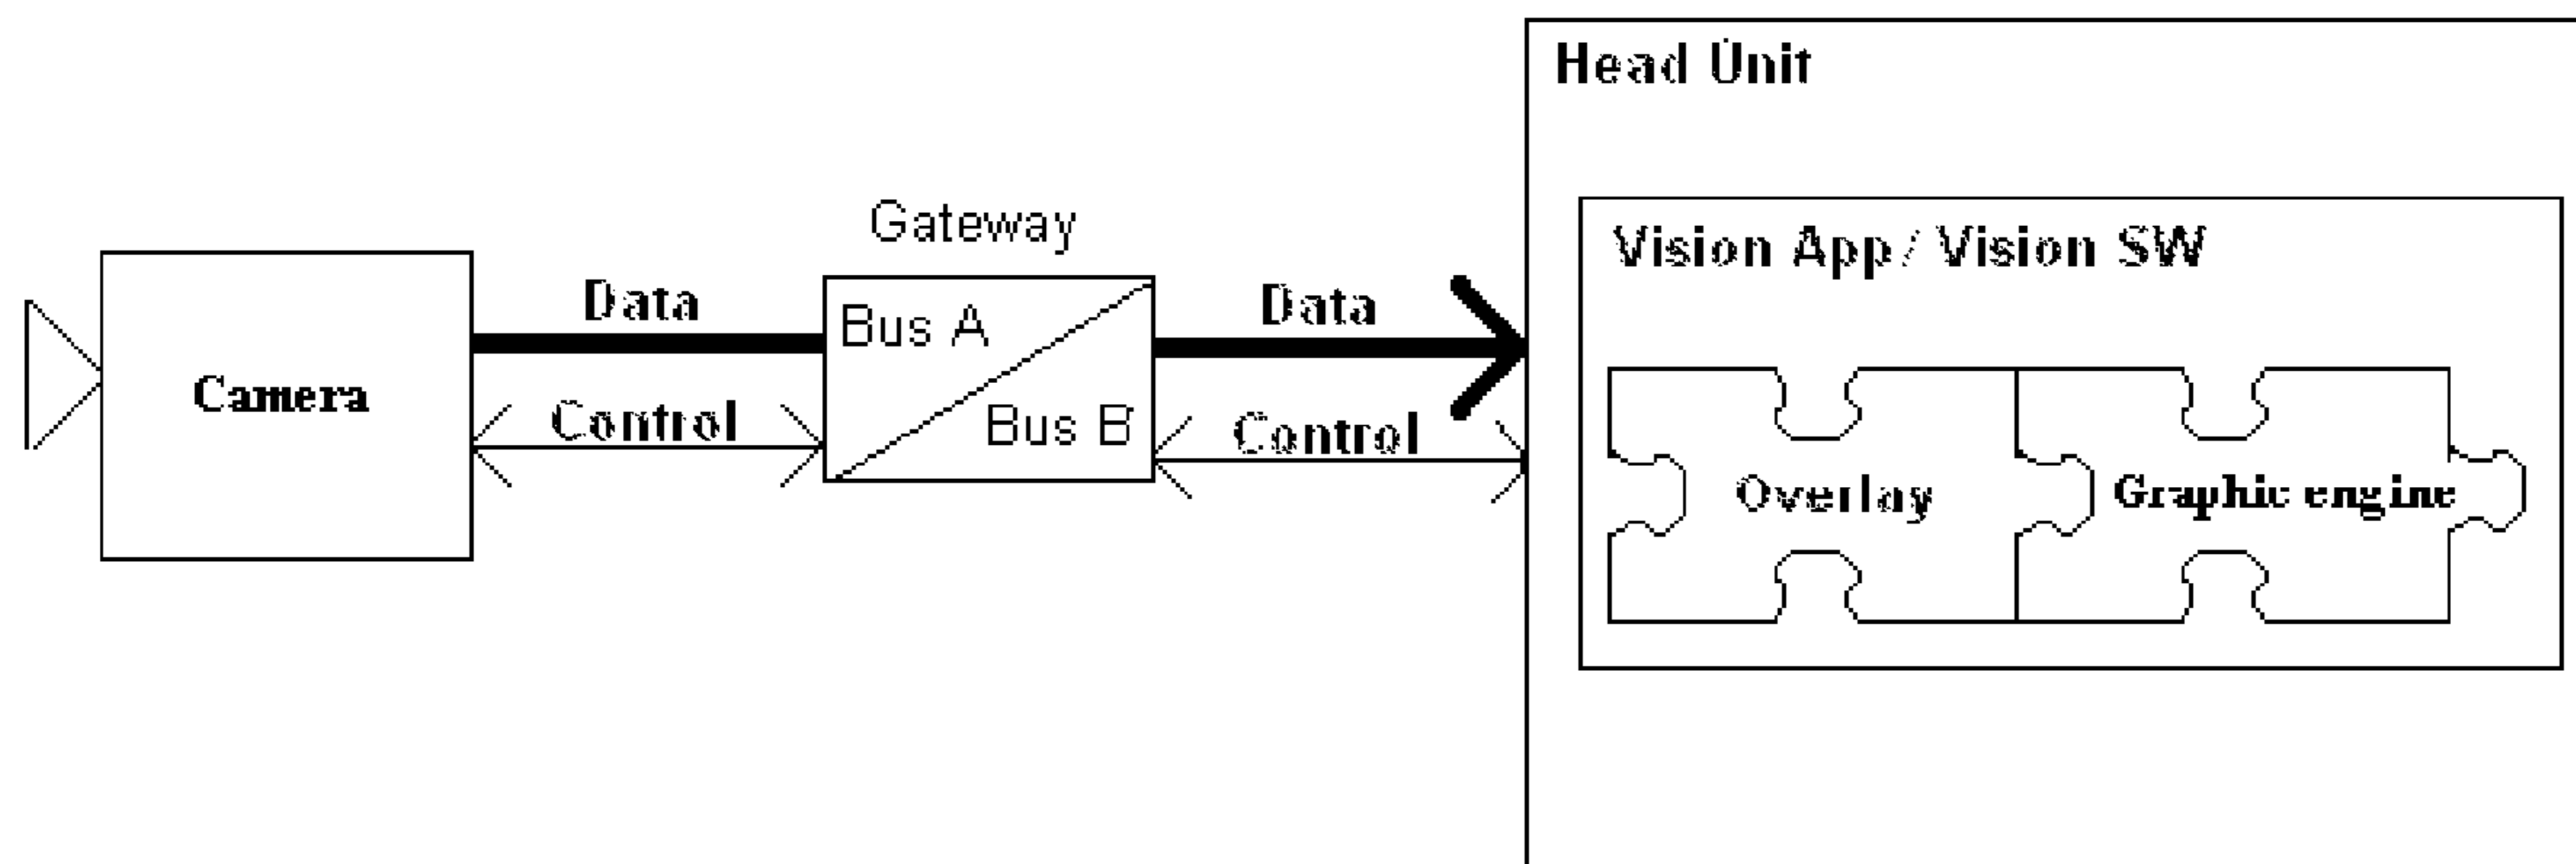 Head Unit
Gateway
Vision App/ Vision SW
Data
Data
Bus A
Camera
Control
Bus B
Control
Overlay
Graphic engine